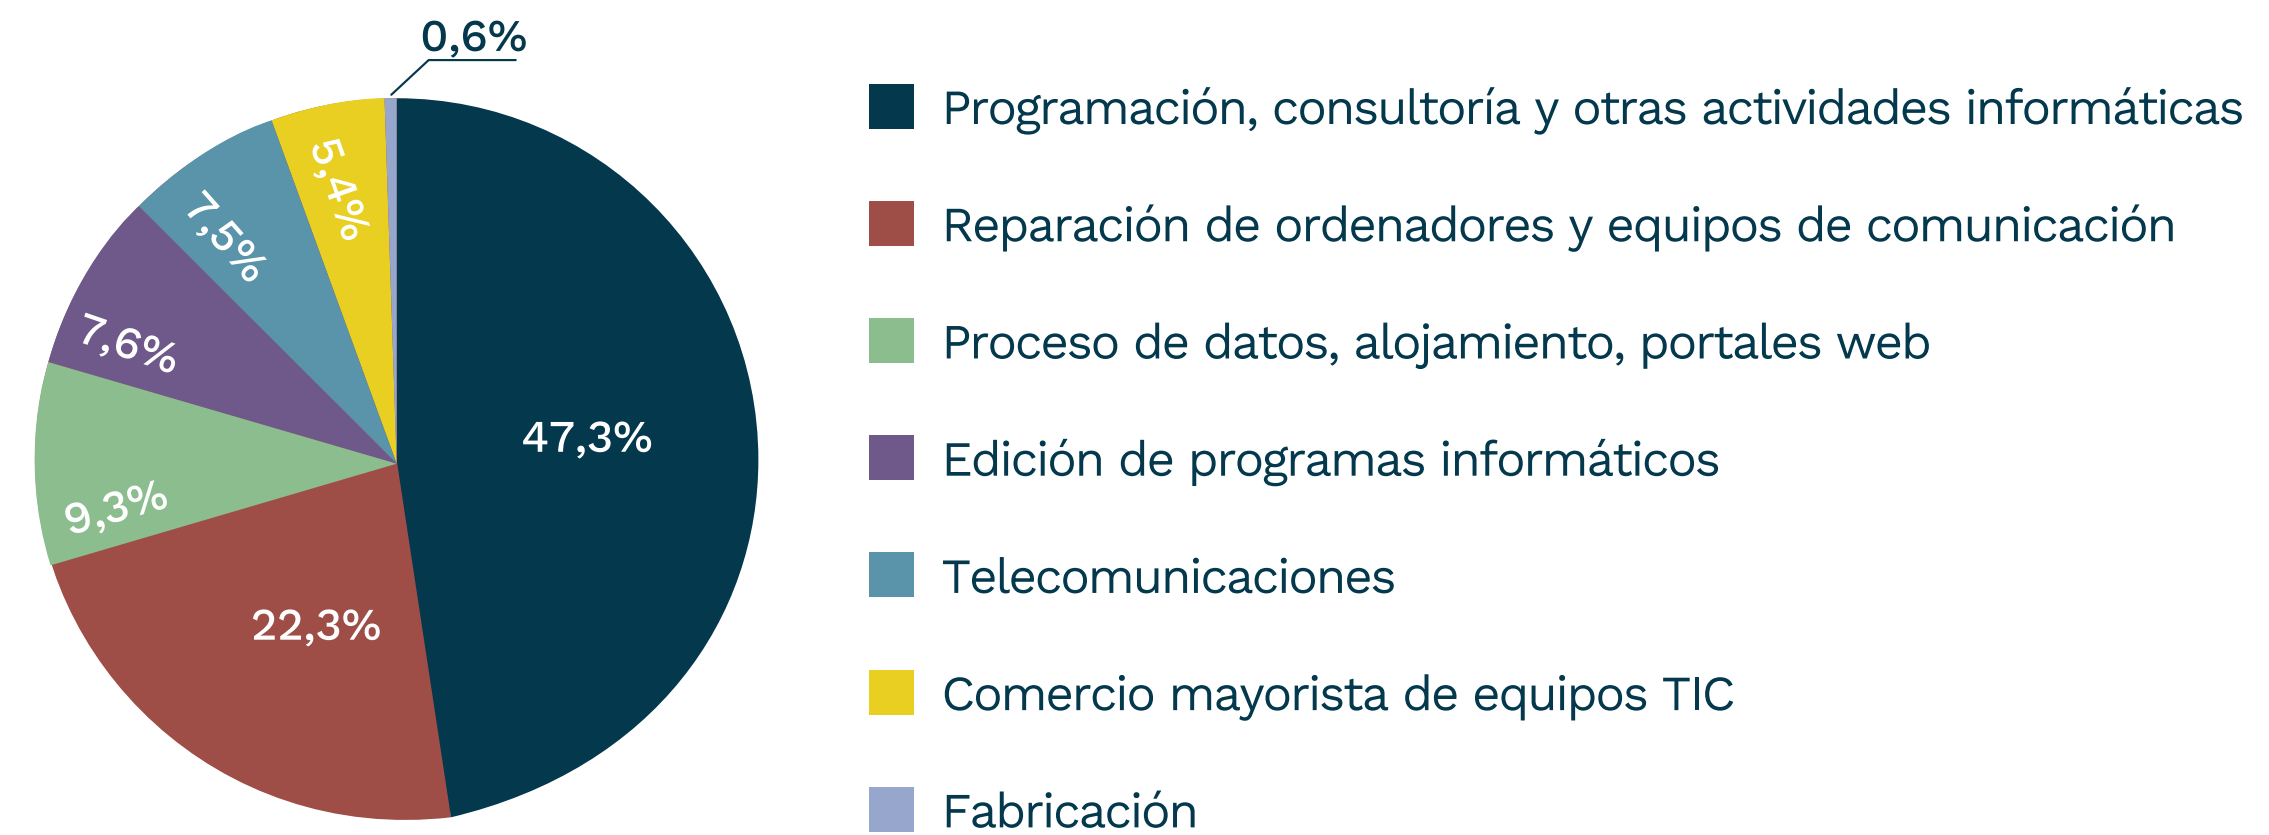 0,6%
5,4%
7,5%
7,6%
9,3%
47,3%
22,3%
Programación, consultoría y otras actividades informáticas
Reparación de ordenadores y equipos de comunicación
Proceso de datos, alojamiento, portales web
Edición de programas informáticos
Telecomunicaciones
Comercio mayorista de equipos TIC
Fabricación